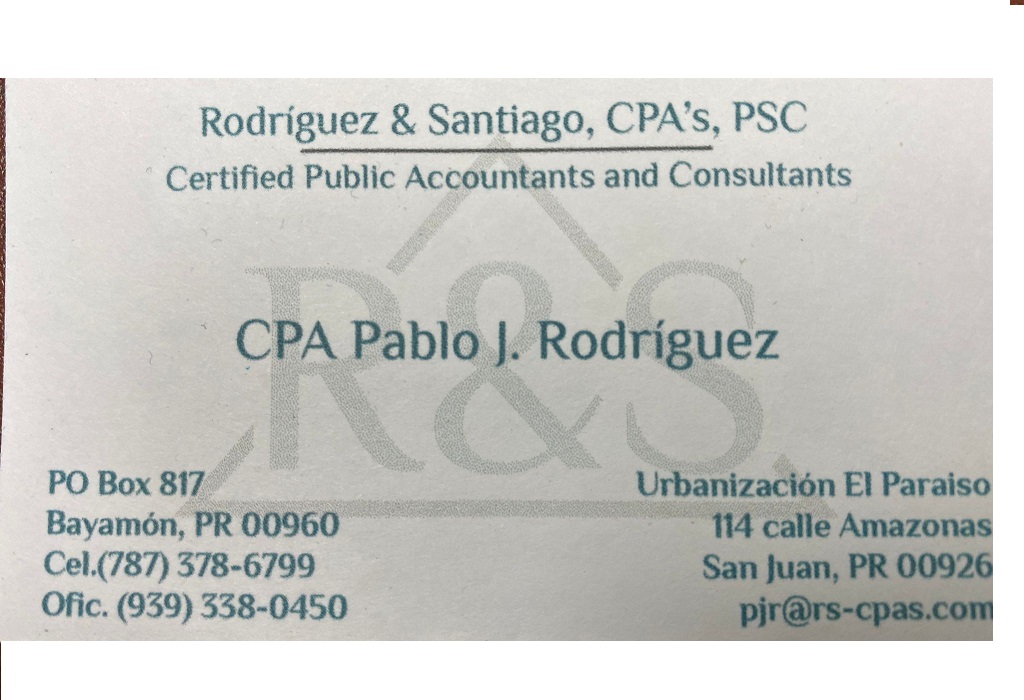 Rodríguez & Santiago, CPA's, PSC
Certified Public Accountants and Consultants
R&S
CPA Pablo J. Rodríguez
PO Box 817
Bayamón, PR 00960
Cel.(787) 378-6799
Ofic. (939) 338-0450
Urbanización El Paraiso
114 calle Amazonas
San Juan, PR 00926
pjr@rs-cpas.com